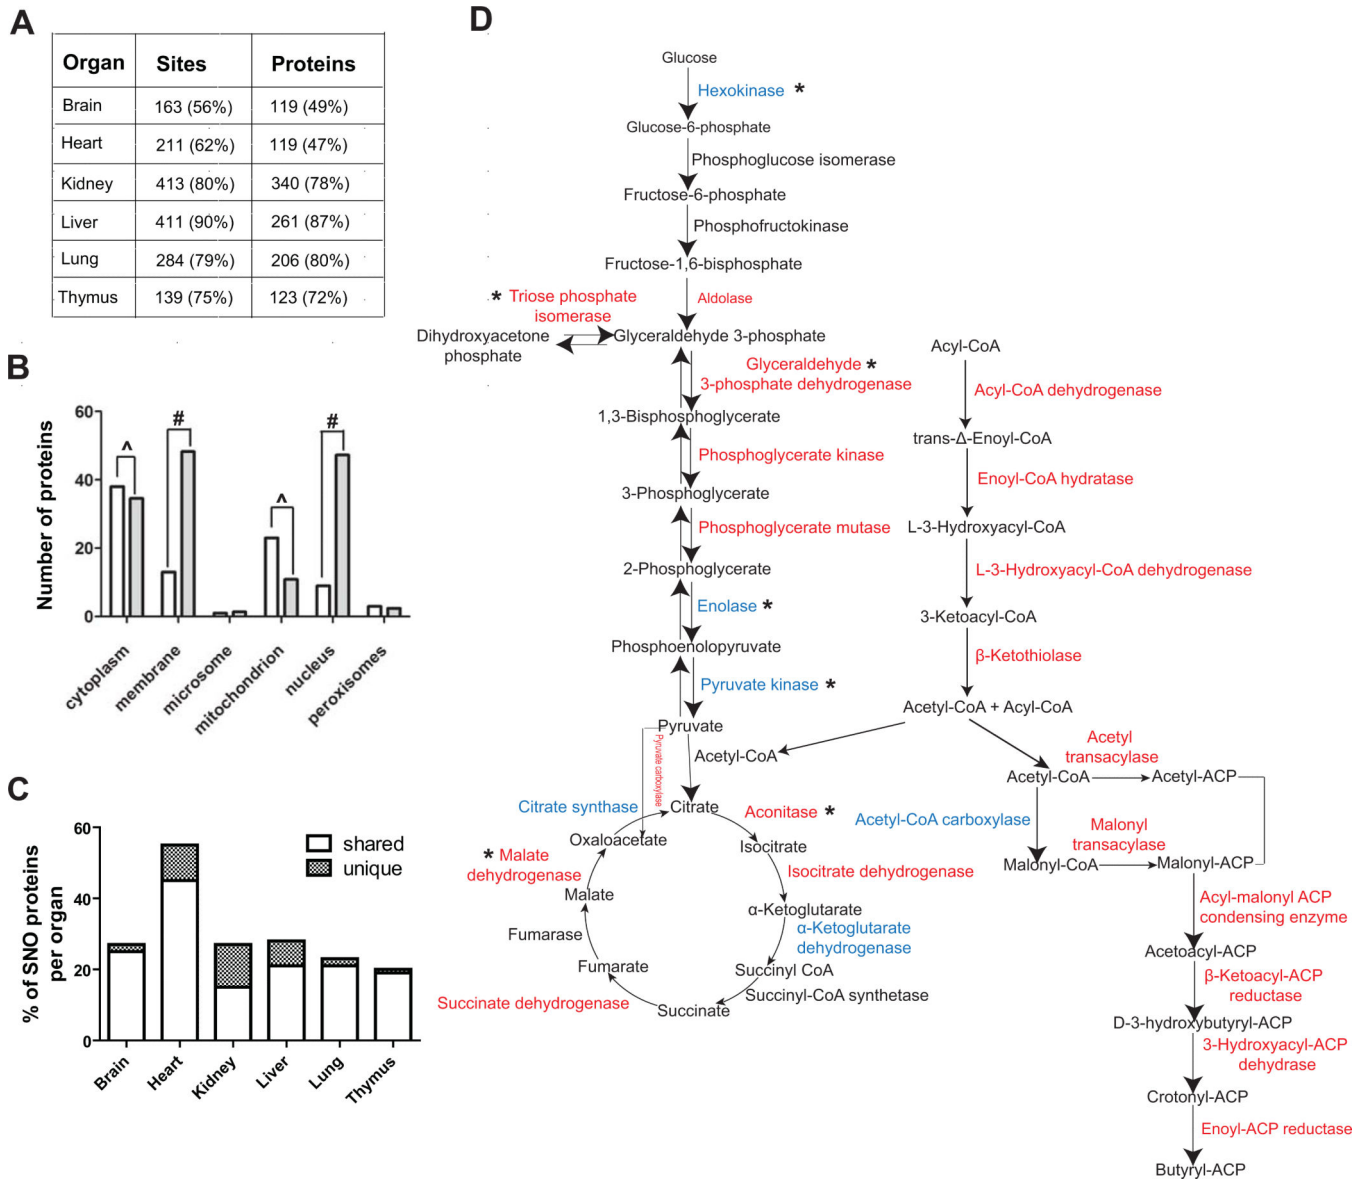 A
Organ Sites Proteins
Brain 163 (56%) 119 (49%)
Heart 211 (62%) 119 (47%)
Kidney 413 (80%) 340 (78%)
Liver 411 (90%) 261 (87%)
Lung 284 (79%) 206 (80%)
Thymus 139 (75%) 123 (72%)
B
Number of proteins
60
40
20
0
^
#
^
#
cytoplasm
membrane
microsome
mitochondrion
nucleus
peroxisomes
C
% of SNO proteins
per organ
60
40
20
0
shared
unique
Brain
Heart
Kidney
Liver
Lung
Thymus
D
Glucose
Hexokinase *
Glucose-6-phosphate
Phosphoglucose isomerase
Fructose-6-phosphate
Phosphofructokinase
Fructose-1,6-bisphosphate
Aldolase
* Triose phosphate
isomerase
Dihydroxyacetone
phosphate
Glyceraldehyde 3-phosphate
Glyceraldehyde *
3-phosphate dehydrogenase
1,3-Bisphosphoglycerate
Phosphoglycerate kinase
3-Phosphoglycerate
Phosphoglycerate mutase
2-Phosphoglycerate
Enolase *
Phosphoenolopyruvate
Pyruvate kinase *
Pyruvate
Pyruvate carboxylase
Acetyl-CoA
Citrate synthase
Citrate
Aconitase *
Isocitrate
Isocitrate dehydrogenase
α-Ketoglutarate
α-Ketoglutarate
dehydrogenase
Succinyl CoA
Succinyl-CoA synthetase
Succinate
Succinate dehydrogenase
Fumarate
Fumarase
Malate
* Malate
dehydrogenase
Oxaloacetate
Acyl-CoA
Acyl-CoA dehydrogenase
trans-Δ-Enoyl-CoA
Enoyl-CoA hydratase
L-3-Hydroxyacyl-CoA
L-3-Hydroxyacyl-CoA dehydrogenase
3-Ketoacyl-CoA
β-Ketothiolase
Acetyl-CoA + Acyl-CoA
Acetyl
transacylase
Acetyl-CoA
Acetyl-ACP
Acetyl-CoA carboxylase
Malonyl
transacylase
Malonyl-CoA
Malonyl-ACP
Acyl-malonyl ACP
condensing enzyme
Acetoacyl-ACP
β-Ketoacyl-ACP
reductase
D-3-hydroxybutyryl-ACP
3-Hydroxyacyl-ACP
dehydrase
Crotonyl-ACP
Enoyl-ACP reductase
Butyryl-ACP